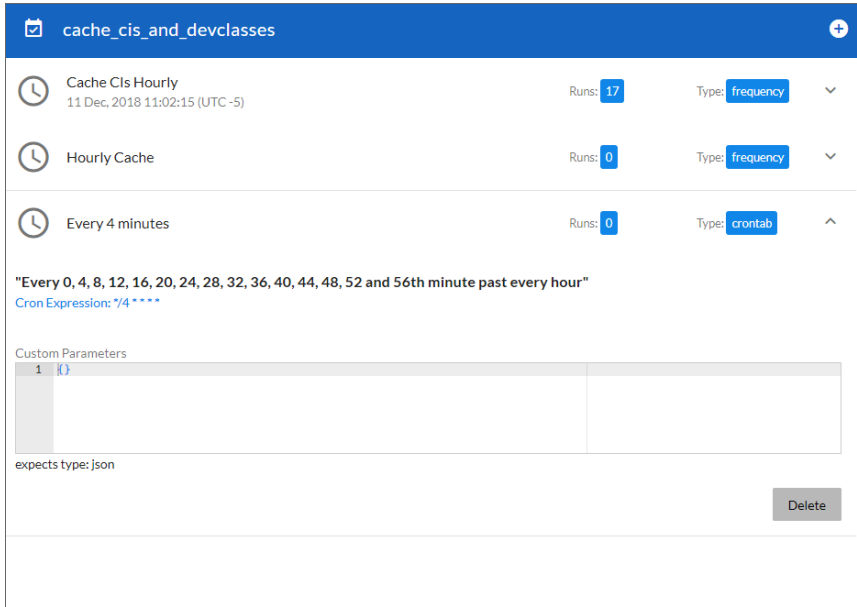 cache_cis_and_devclasses
Cache CIs Hourly
11 Dec, 2018 11:02:15 (UTC -5)
Runs: 17
Type: frequency
Hourly Cache
Runs: 0
Type: frequency
Every 4 minutes
Runs: 0
Type: crontab
"Every 0, 4, 8, 12, 16, 20, 24, 28, 32, 36, 40, 44, 48, 52 and 56th minute past every hour"
Cron Expression: */4 * * * *
Custom Parameters
1 {}
expects type: json
Delete